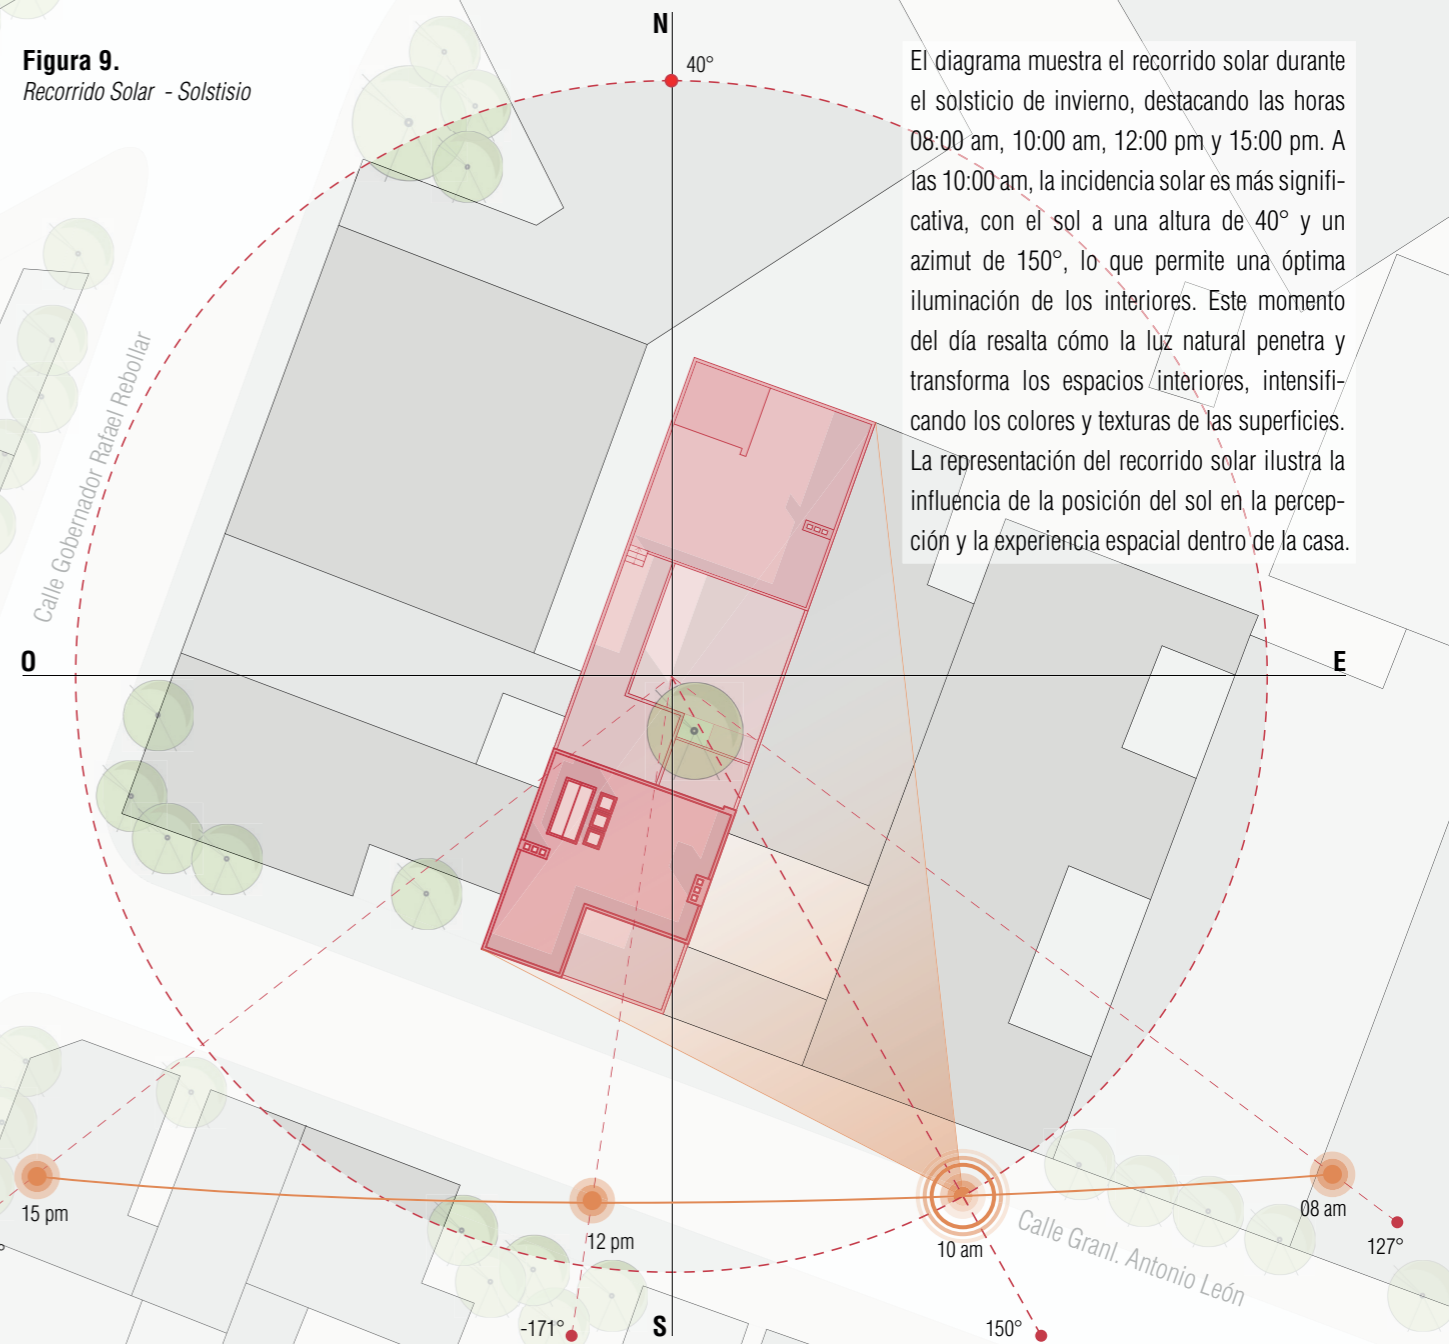 Figura 9.
Recorrido Solar - Solstisio
N
40°
El diagrama muestra el recorrido solar durante
el solsticio de invierno, destacando las horas
08:00 am, 10:00 am, 12:00 pm y 15:00 pm. A
las 10:00 am, la incidencia solar es más signifi-
cativa, con el sol a una altura de 40° y un
azimut de 150°, lo que permite una óptima
iluminación de los interiores. Este momento
del día resalta cómo la luz natural penetra y
transforma los espacios interiores, intensifi-
cando los colores y texturas de las superficies.
La representación del recorrido solar ilustra la
influencia de la posición del sol en la percep-
ción y la experiencia espacial dentro de la casa.
Calle Gobernador Rafael Rebollar
O
E
15 pm
12 pm
10 am
08 am
Calle Granl. Antonio León
127°
-171°
S
150°